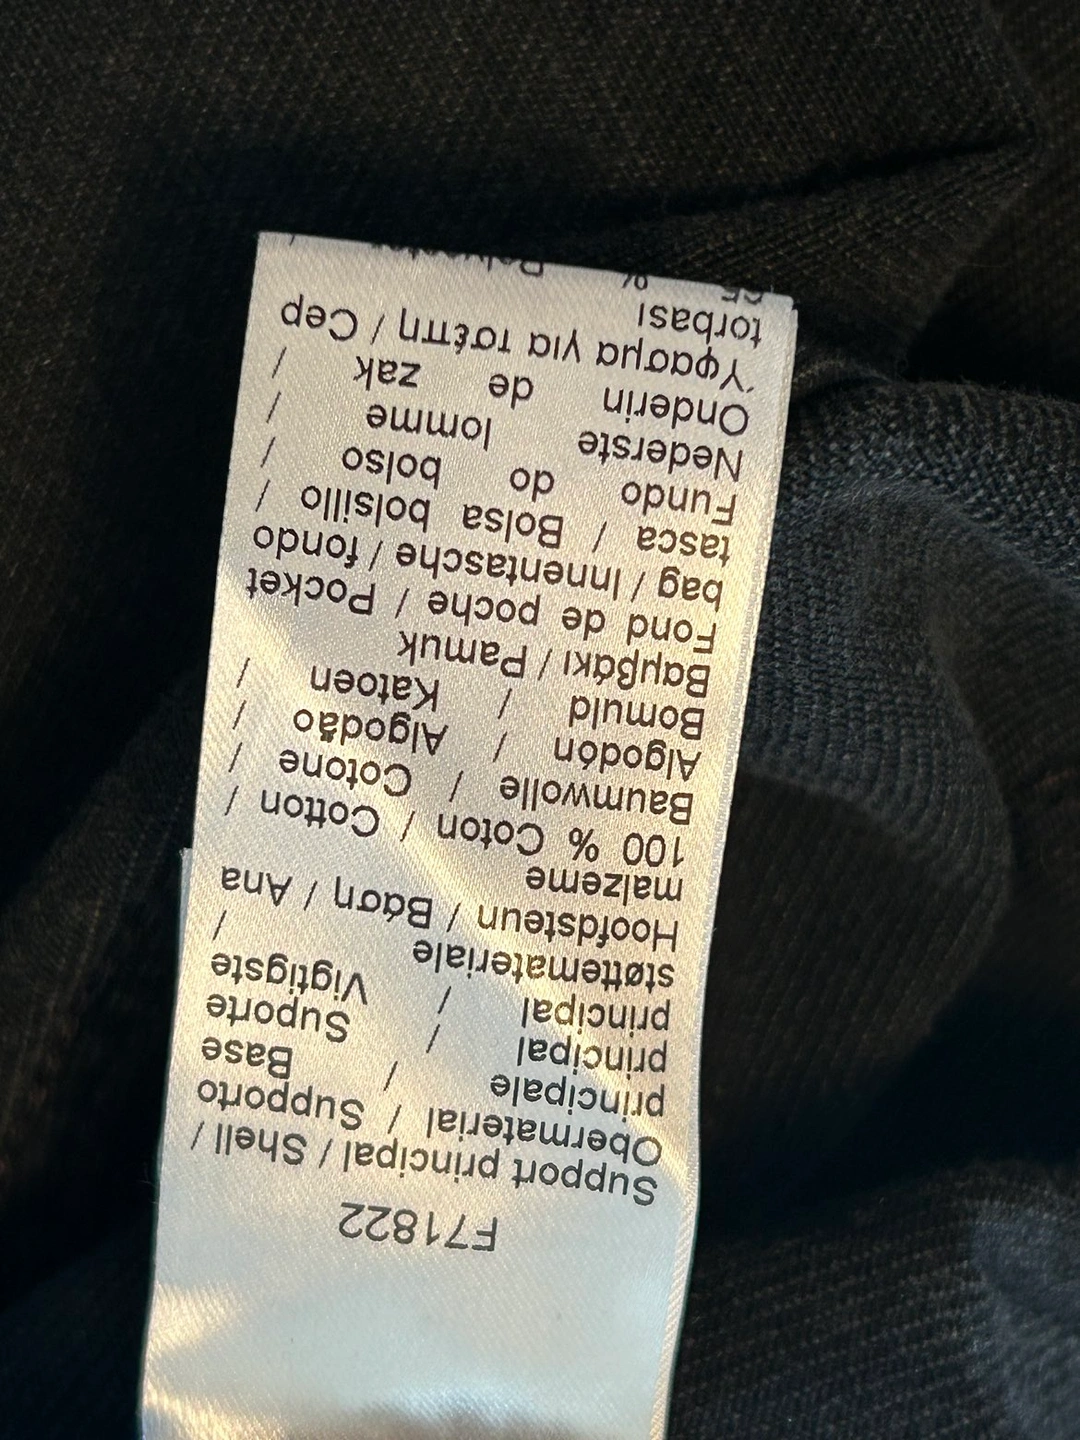 F71822
Support principal / Shell /
Obermaterial / Supporto
principale / Base
principal / Suporte
principal / Vigtigste
støttemateriale /
Hoofdsteun / Βάση / Ana
malzeme
100 % Coton / Cotton /
Baumwolle / Cotone /
Algodón / Algodão /
Bomuld / Katoen /
Βαμβάκι / Pamuk
Fond de poche / Pocket
bag / Innentasche / fondo
tasca / Bolsa bolsillo /
Fundo do bolso /
Nederste lomme /
Onderin de zak /
Ύφασμα για τσέπη / Cep
torbası
%